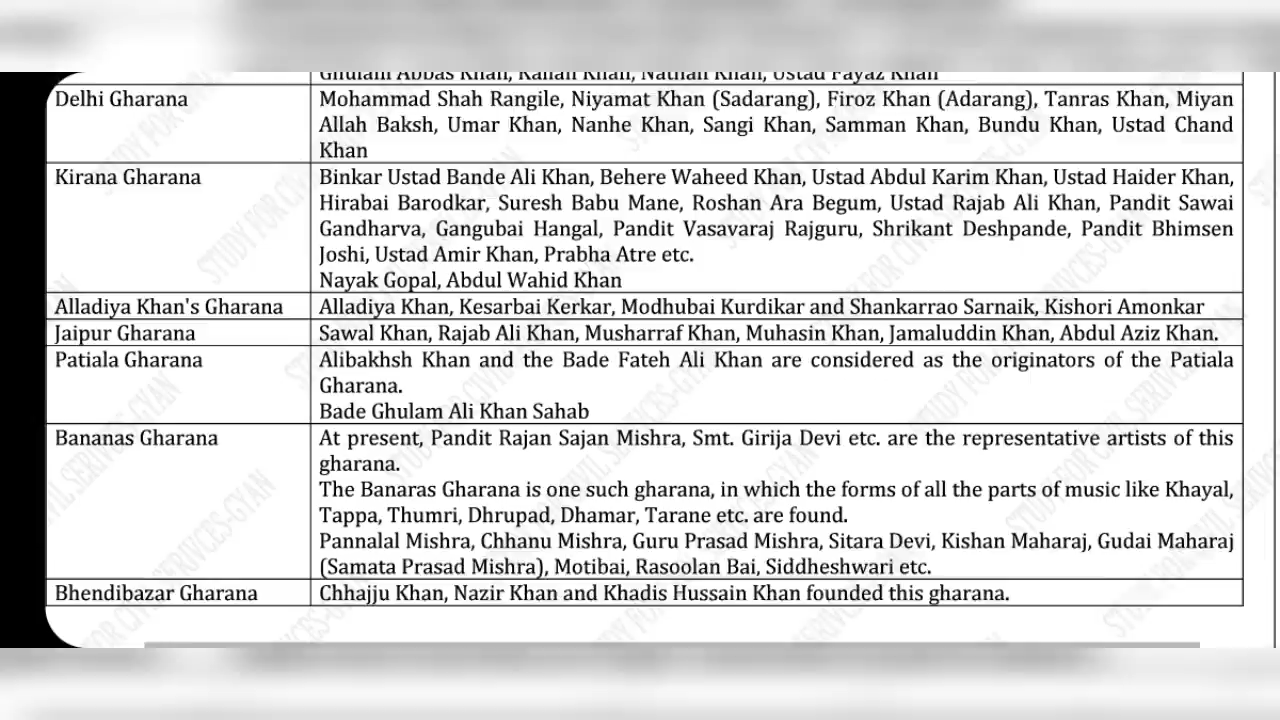 Ghulam Abbas Khan, Kallan Khan, Nathan Khan, Ustad Fayaz Khan
Delhi Gharana
Mohammad Shah Rangile, Niyamat Khan (Sadarang), Firoz Khan (Adarang), Tanras Khan, Miyan
Allah Baksh, Umar Khan, Nanhe Khan, Sangi Khan, Samman Khan, Bundu Khan, Ustad Chand
Khan
Kirana Gharana
Binkar Ustad Bande Ali Khan, Behere Waheed Khan, Ustad Abdul Karim Khan, Ustad Haider Khan,
Hirabai Barodkar, Suresh Babu Mane, Roshan Ara Begum, Ustad Rajab Ali Khan, Pandit Sawai
Gandharva, Gangubai Hangal, Pandit Vasavaraj Rajguru, Shrikant Deshpande, Pandit Bhimsen
Joshi, Ustad Amir Khan, Prabha Atre etc.
Nayak Gopal, Abdul Wahid Khan
Alladiya Khan's Gharana
Alladiya Khan, Kesarbai Kerkar, Modhubai Kurdikar and Shankarrao Sarnaik, Kishori Amonkar
Jaipur Gharana
Sawal Khan, Rajab Ali Khan, Musharraf Khan, Muhasin Khan, Jamaluddin Khan, Abdul Aziz Khan.
Patiala Gharana
Alibakhsh Khan and the Bade Fateh Ali Khan are considered as the originators of the Patiala
Gharana.
Bade Ghulam Ali Khan Sahab
Bananas Gharana
At present, Pandit Rajan Sajan Mishra, Smt. Girija Devi etc. are the representative artists of this
gharana.
The Banaras Gharana is one such gharana, in which the forms of all the parts of music like Khayal,
Tappa, Thumri, Dhrupad, Dhamar, Tarane etc. are found.
Pannalal Mishra, Chhanu Mishra, Guru Prasad Mishra, Sitara Devi, Kishan Maharaj, Gudai Maharaj
(Samata Prasad Mishra), Motibai, Rasoolan Bai, Siddheshwari etc.
Bhendibazar Gharana
Chhajju Khan, Nazir Khan and Khadis Hussain Khan founded this gharana.